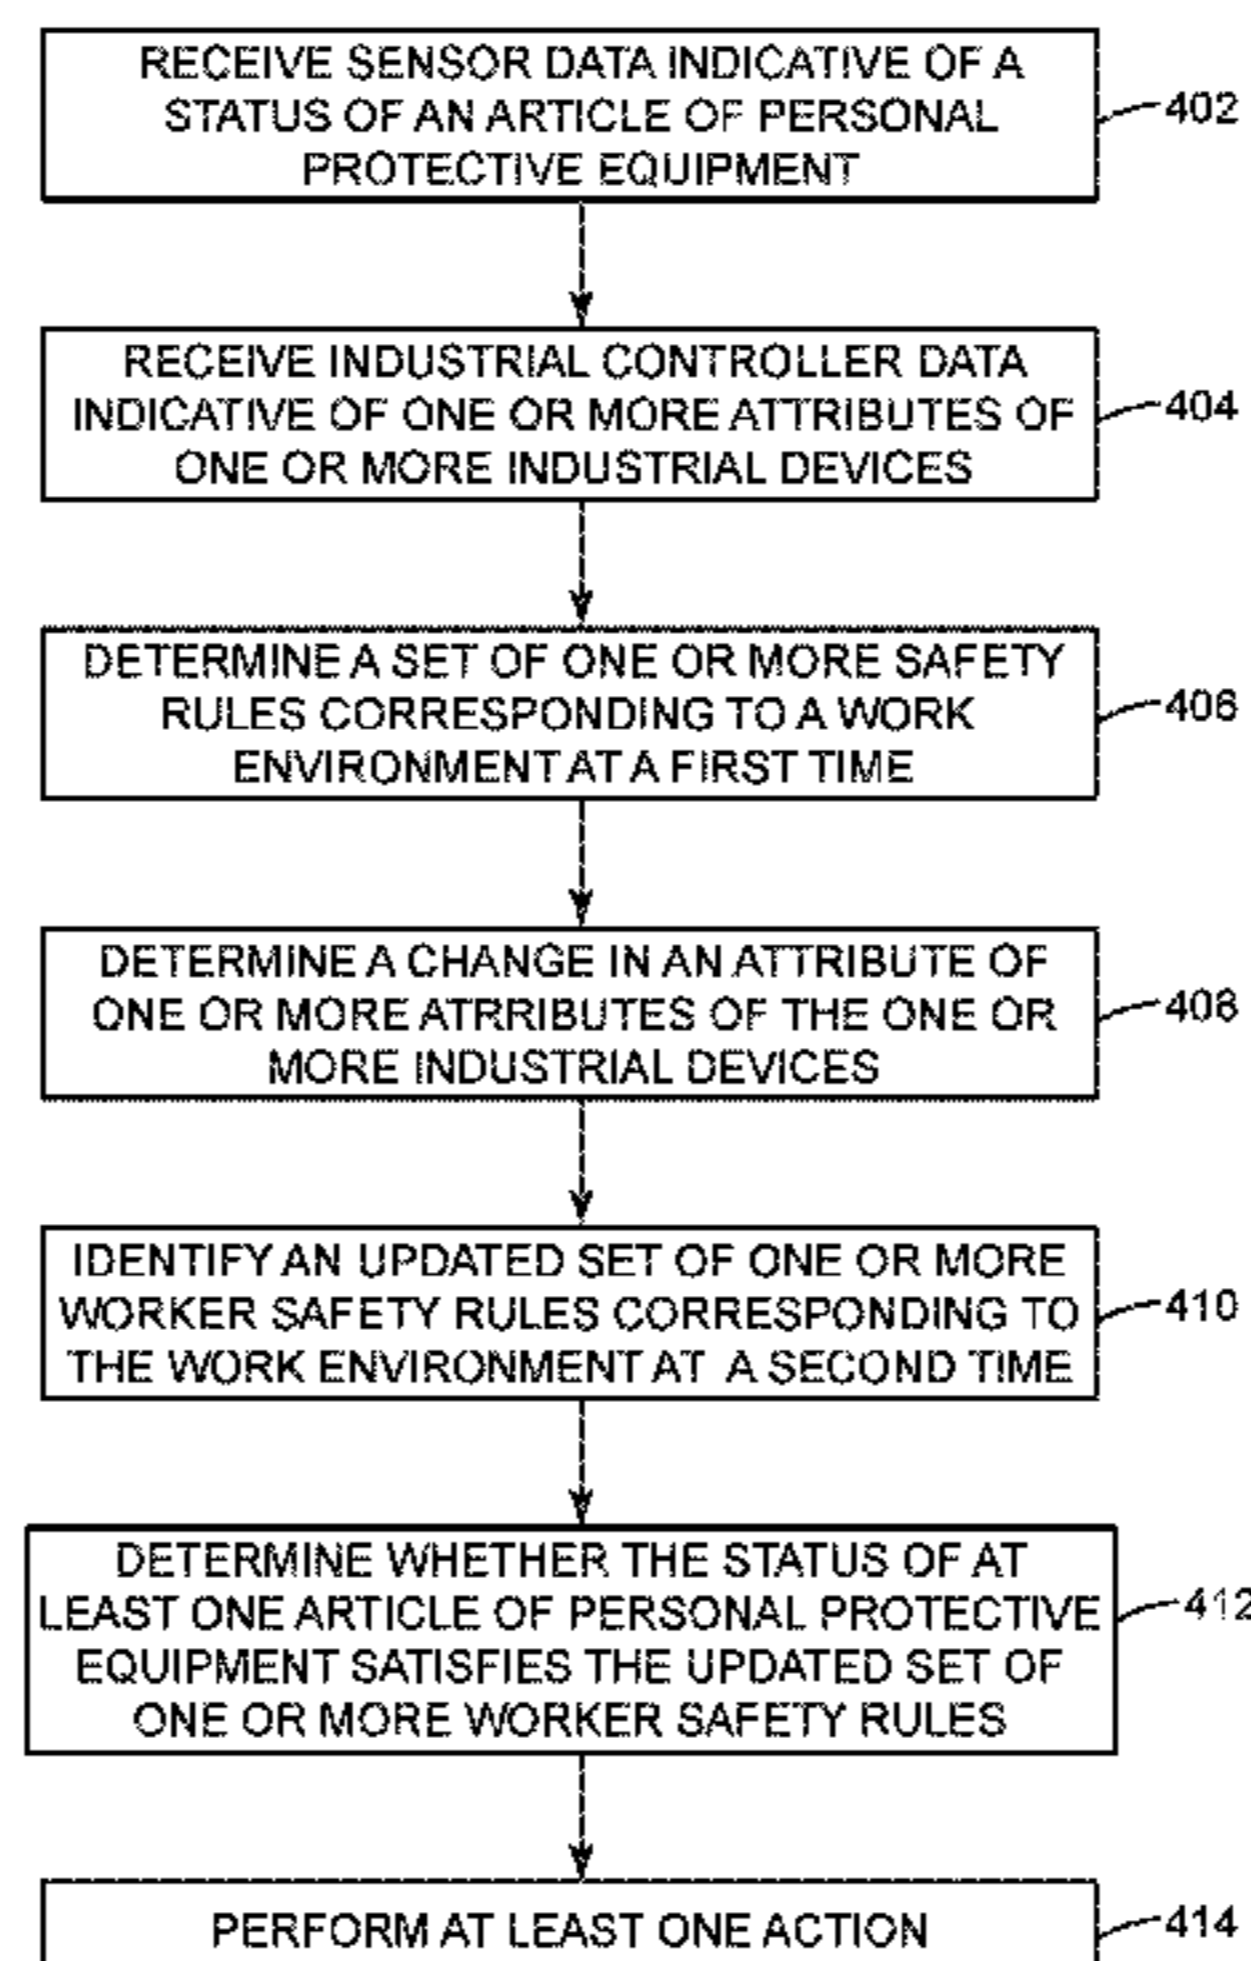 RECEIVE SENSOR DATA INDICATIVE OF A
STATUS OF AN ARTICLE OF PERSONAL
PROTECTIVE EQUIPMENT
402
RECEIVE INDUSTRIAL CONTROLLER DATA
INDICATIVE OF ONE OR MORE ATTRIBUTES OF
ONE OR MORE INDUSTRIAL DEVICES
404
DETERMINE A SET OF ONE OR MORE SAFETY
RULES CORRESPONDING TO A WORK
ENVIRONMENT AT A FIRST TIME
406
DETERMINE A CHANGE IN AN ATTRIBUTE OF
ONE OR MORE ATRRIBUTES OF THE ONE OR
MORE INDUSTRIAL DEVICES
408
IDENTIFY AN UPDATED SET OF ONE OR MORE
WORKER SAFETY RULES CORRESPONDING TO
THE WORK ENVIRONMENT AT A SECOND TIME
410
DETERMINE WHETHER THE STATUS OF AT
LEAST ONE ARTICLE OF PERSONAL PROTECTIVE
EQUIPMENT SATISFIES THE UPDATED SET OF
ONE OR MORE WORKER SAFETY RULES
412
PERFORM AT LEAST ONE ACTION
414